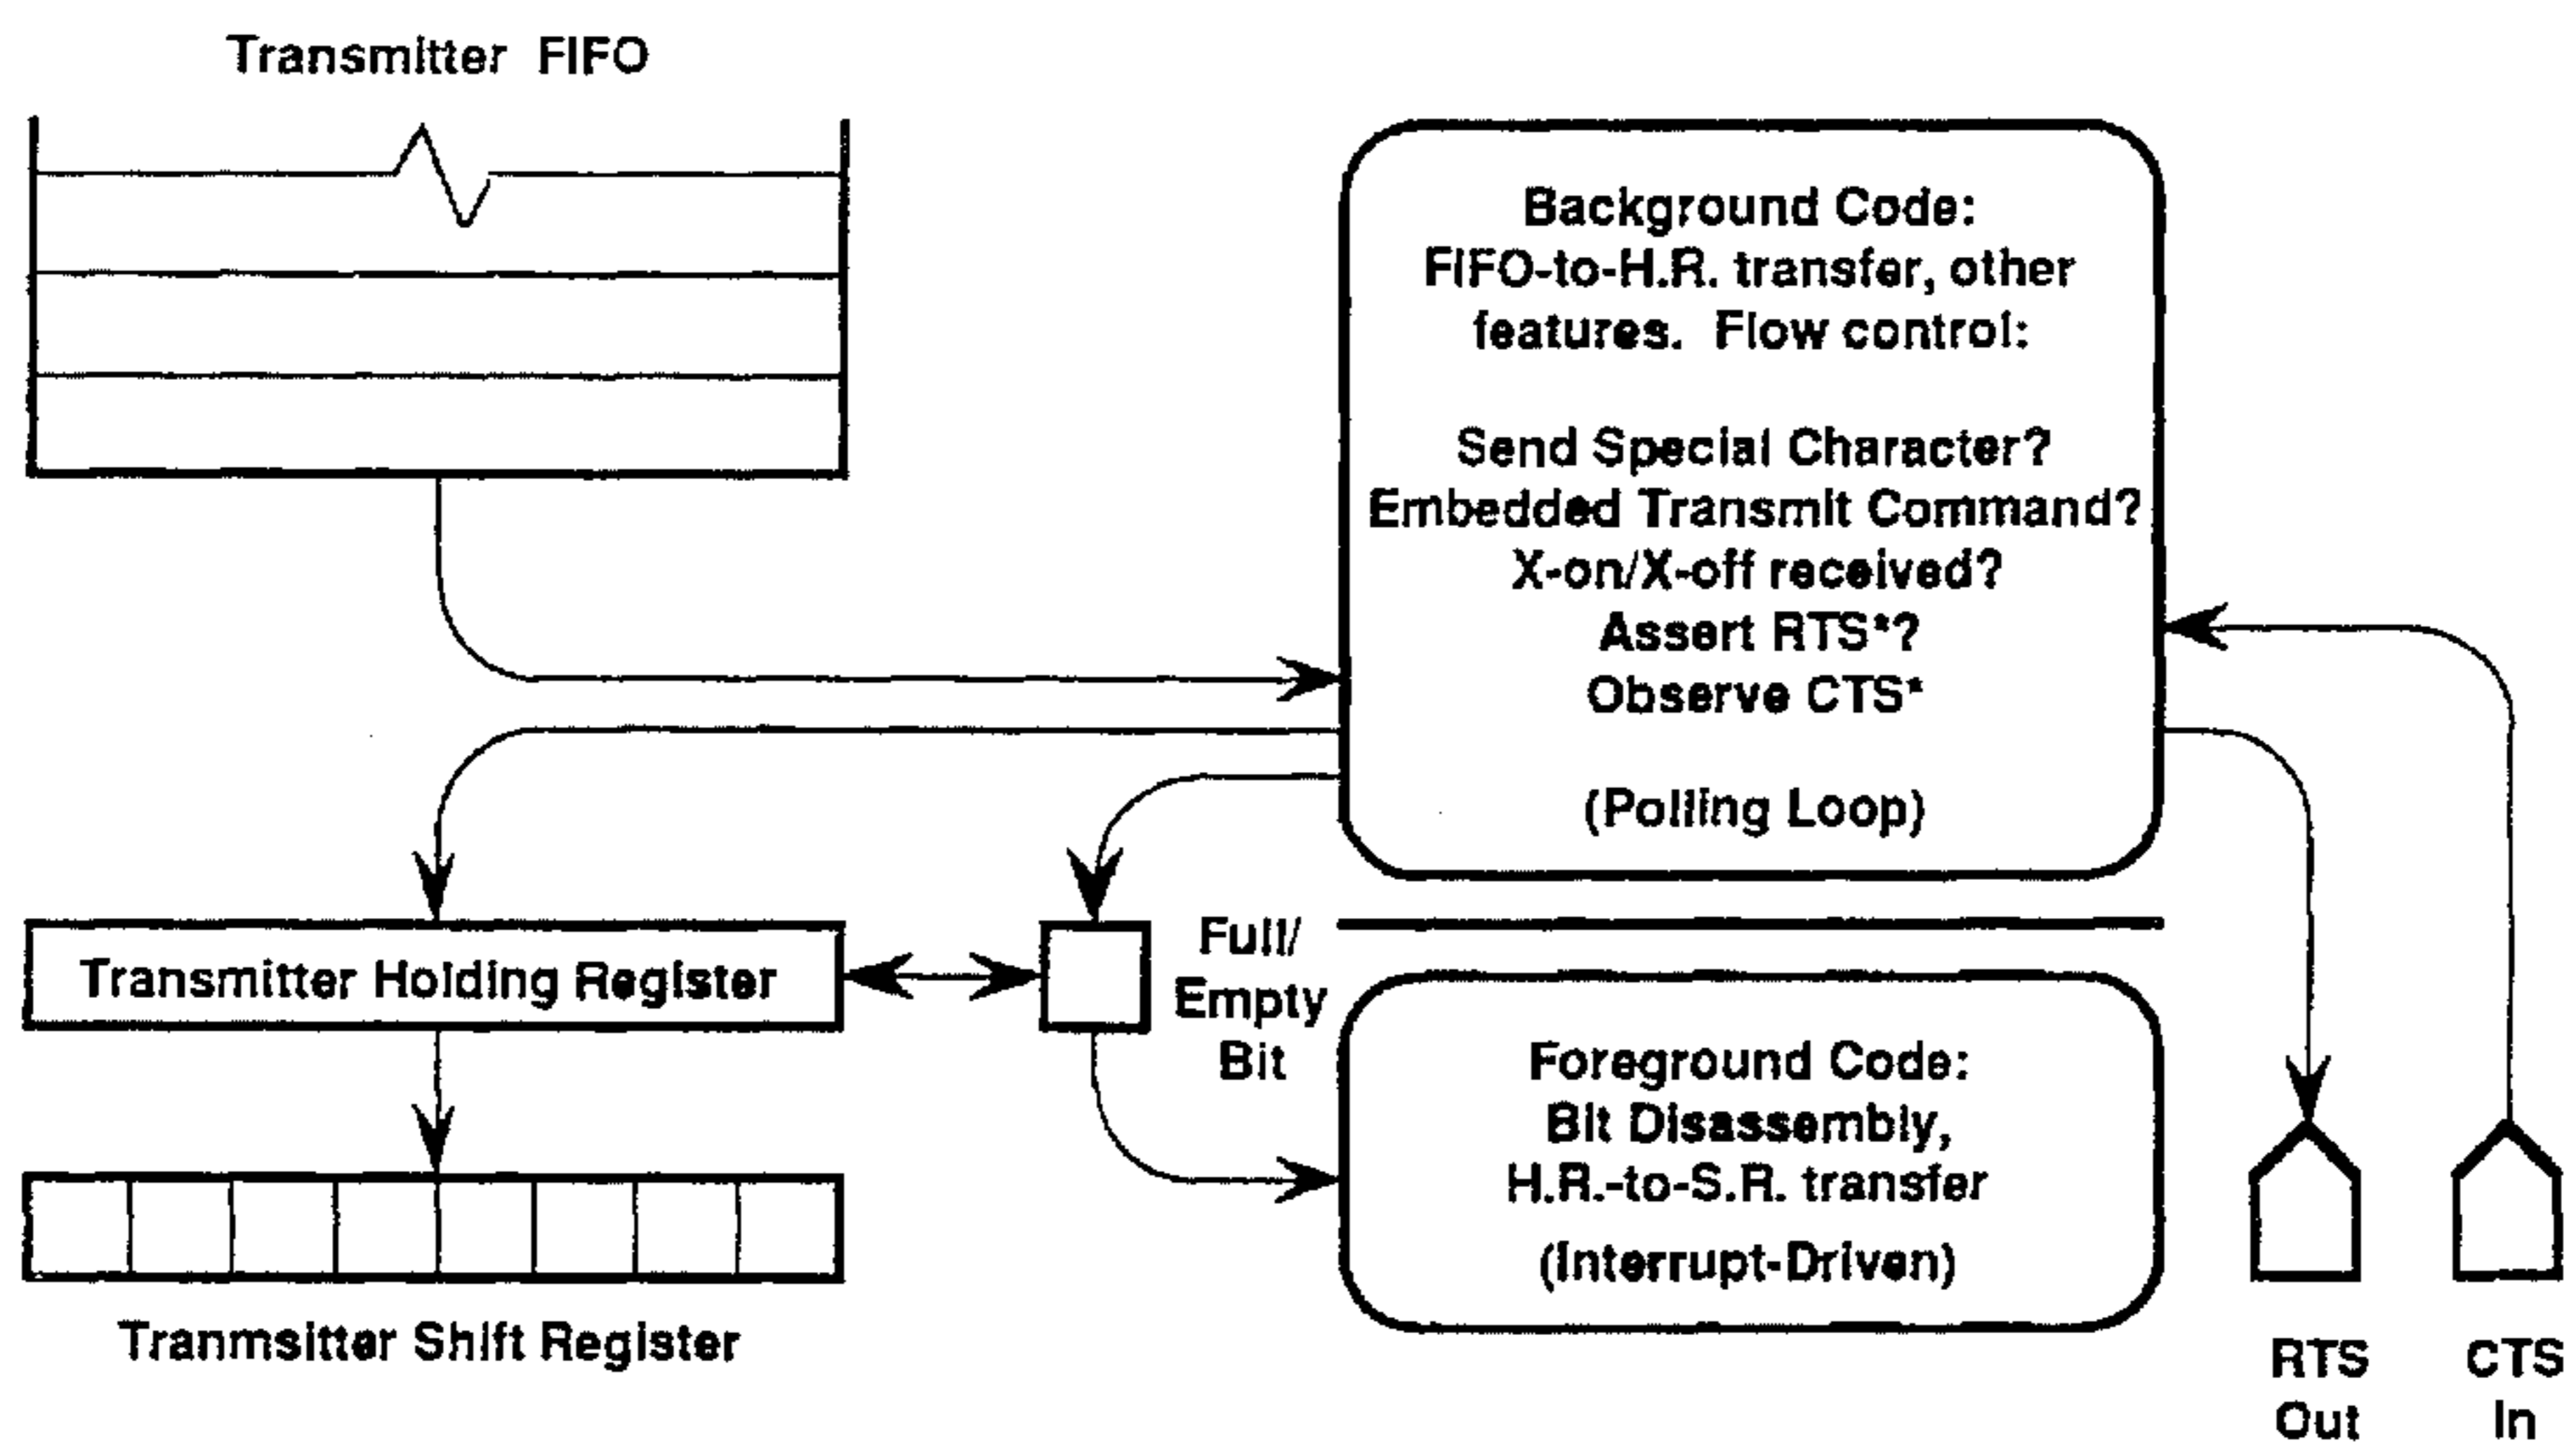 Transmitter FIFO
Background Code:
FIFO-to-H.R. transfer, other
features. Flow control:
Send Special Character?
Embedded Transmit Command?
X-on/X-off received?
Assert RTS*?
Observe CTS*
(Polling Loop)
Transmitter Holding Register
Full/
Empty
Bit
Foreground Code:
Bit Disassembly,
H.R.-to-S.R. transfer
(Interrupt-Driven)
Tranmsitter Shift Register
RTS
Out
CTS
In